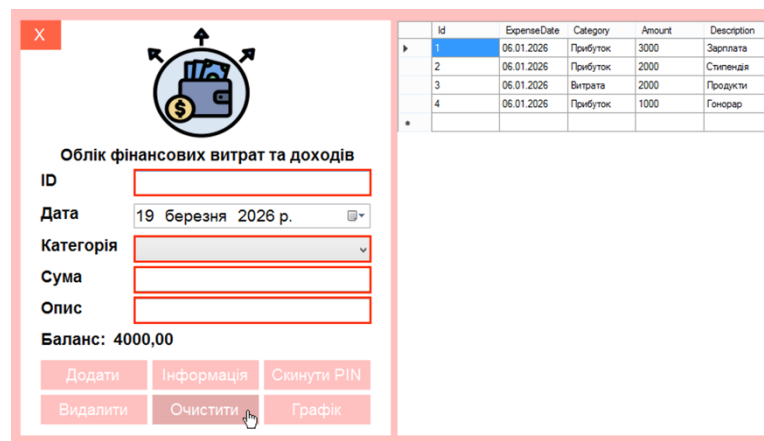 X
Облік фінансових витрат та доходів
ID
Дата 19 березня 2026 р.
Категорія
Сума
Опис
Баланс: 4000,00
Додати Інформація Скинути PIN
Видалити Очистити Графік
Id ExpenseDate Category Amount Description
1 06.01.2026 Прибуток 3000 Зарплата
2 06.01.2026 Прибуток 2000 Стипендія
3 06.01.2026 Витрата 2000 Продукти
4 06.01.2026 Прибуток 1000 Гонорар